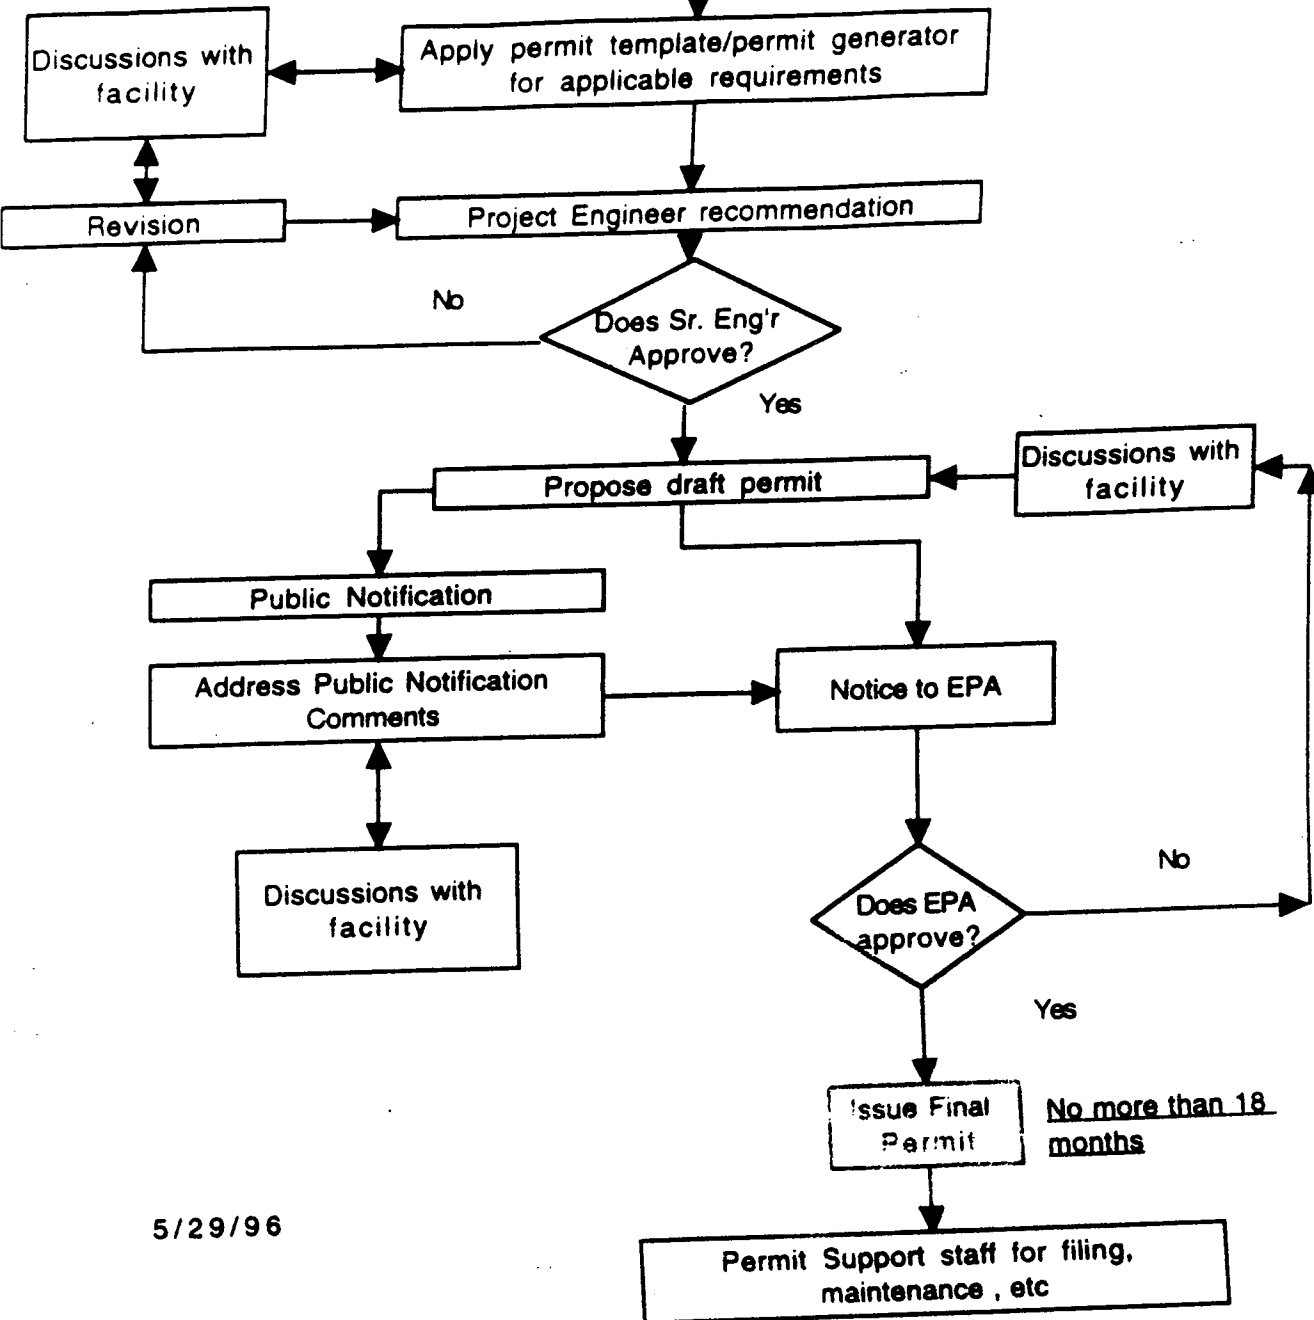 Discussions with
facility
Apply permit template/permit generator
for applicable requirements
Revision
Project Engineer recommendation
No
Does Sr. Eng'r
Approve?
Yes
Propose draft permit
Discussions with
facility
Public Notification
Address Public Notification
Comments
Notice to EPA
Discussions with
facility
No
Does EPA
approve?
Yes
Issue Final
Permit
No more than 18
months
5/29/96
Permit Support staff for filing,
maintenance , etc